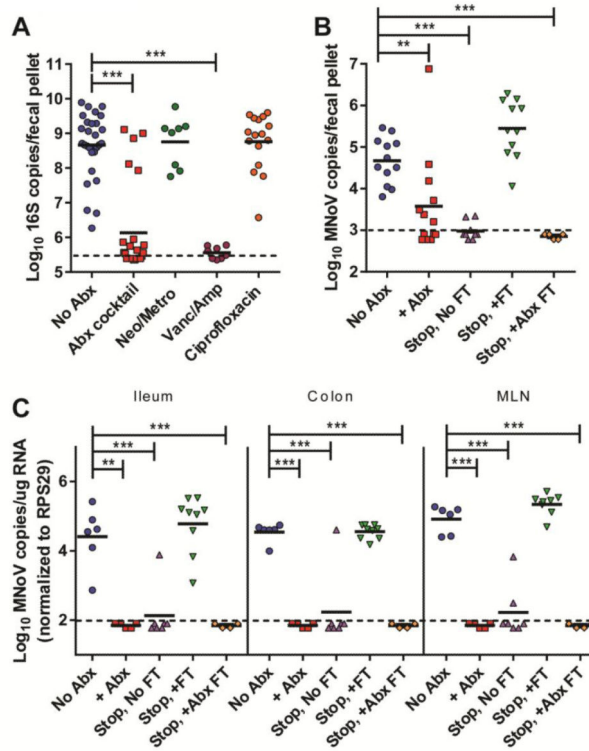 A
Log10 16S copies/fecal pellet
11
10
9
8
7
6
5
***
***
No Abx
Abx cocktail
Neo/Metro
Vanc/Amp
Ciprofloxacin
B
Log10 MNoV copies/fecal pellet
7
6
5
4
3
2
***
***
**
No Abx
+ Abx
Stop, No FT
Stop, +FT
Stop, +Abx FT
C
Log10 MNoV copies/ug RNA
(normalized to RPS29)
6
4
2
Ileum
***
***
**
No Abx
+ Abx
Stop, No FT
Stop, +FT
Stop, +Abx FT
Colon
***
***
***
No Abx
+ Abx
Stop, No FT
Stop, +FT
Stop, +Abx FT
MLN
***
***
***
No Abx
+ Abx
Stop, No FT
Stop, +FT
Stop, +Abx FT